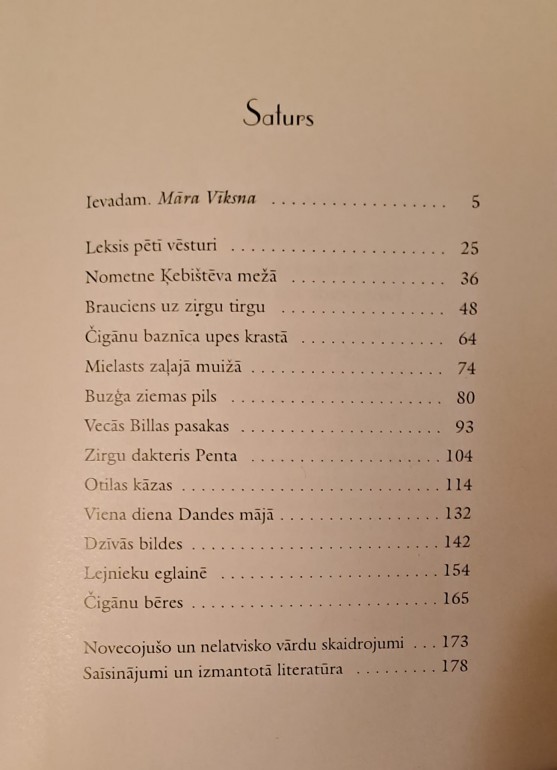 Saturs
Ievadam. Māra Vīksna . . . . . . . . . . . . . . . . . . 5
Leksis pētī vēsturi . . . . . . . . . . . . . . . . . . . . . . 25
Nometne Ķebištēva mežā . . . . . . . . . . . . . . . . 36
Brauciens uz zirgu tirgu . . . . . . . . . . . . . . . . . 48
Čigānu baznīca upes krastā . . . . . . . . . . . . . . . 64
Mielasts zaļajā muižā . . . . . . . . . . . . . . . . . . . . 74
Buzģa ziemas pils . . . . . . . . . . . . . . . . . . . . . . 80
Vecās Billas pasakas . . . . . . . . . . . . . . . . . . . . . 93
Zirgu dakteris Penta . . . . . . . . . . . . . . . . . . . . 104
Otilas kāzas . . . . . . . . . . . . . . . . . . . . . . . . . . . 114
Viena diena Dandes mājā . . . . . . . . . . . . . . . . . 132
Dzīvās bildes . . . . . . . . . . . . . . . . . . . . . . . . . . 142
Lejnieku eglainē . . . . . . . . . . . . . . . . . . . . . . . 154
Čigānu bēres . . . . . . . . . . . . . . . . . . . . . . . . . . 165
Novecojušo un nelatvisko vārdu skaidrojumi . . . 173
Saīsinājumi un izmantotā literatūra . . . . . . . . . 178